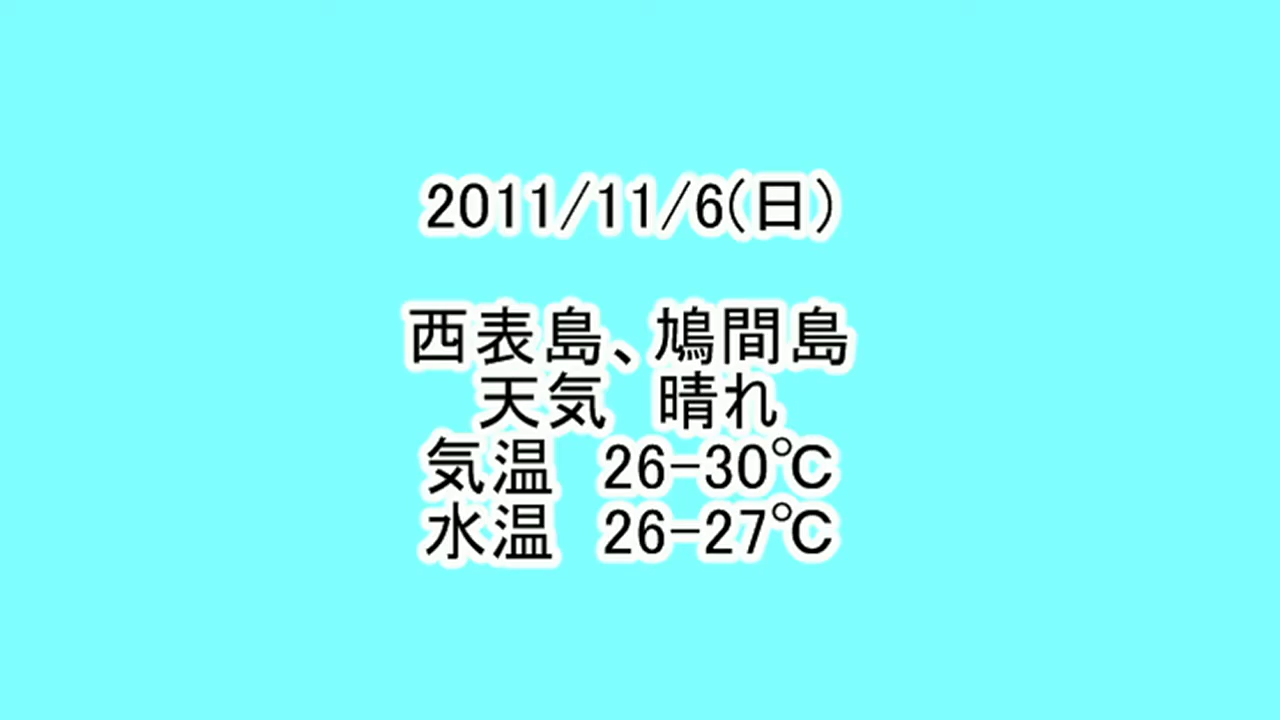 2011/11/6(日)
西表島、鳩間島
天気　晴れ
気温　26-30℃
水温　26-27℃